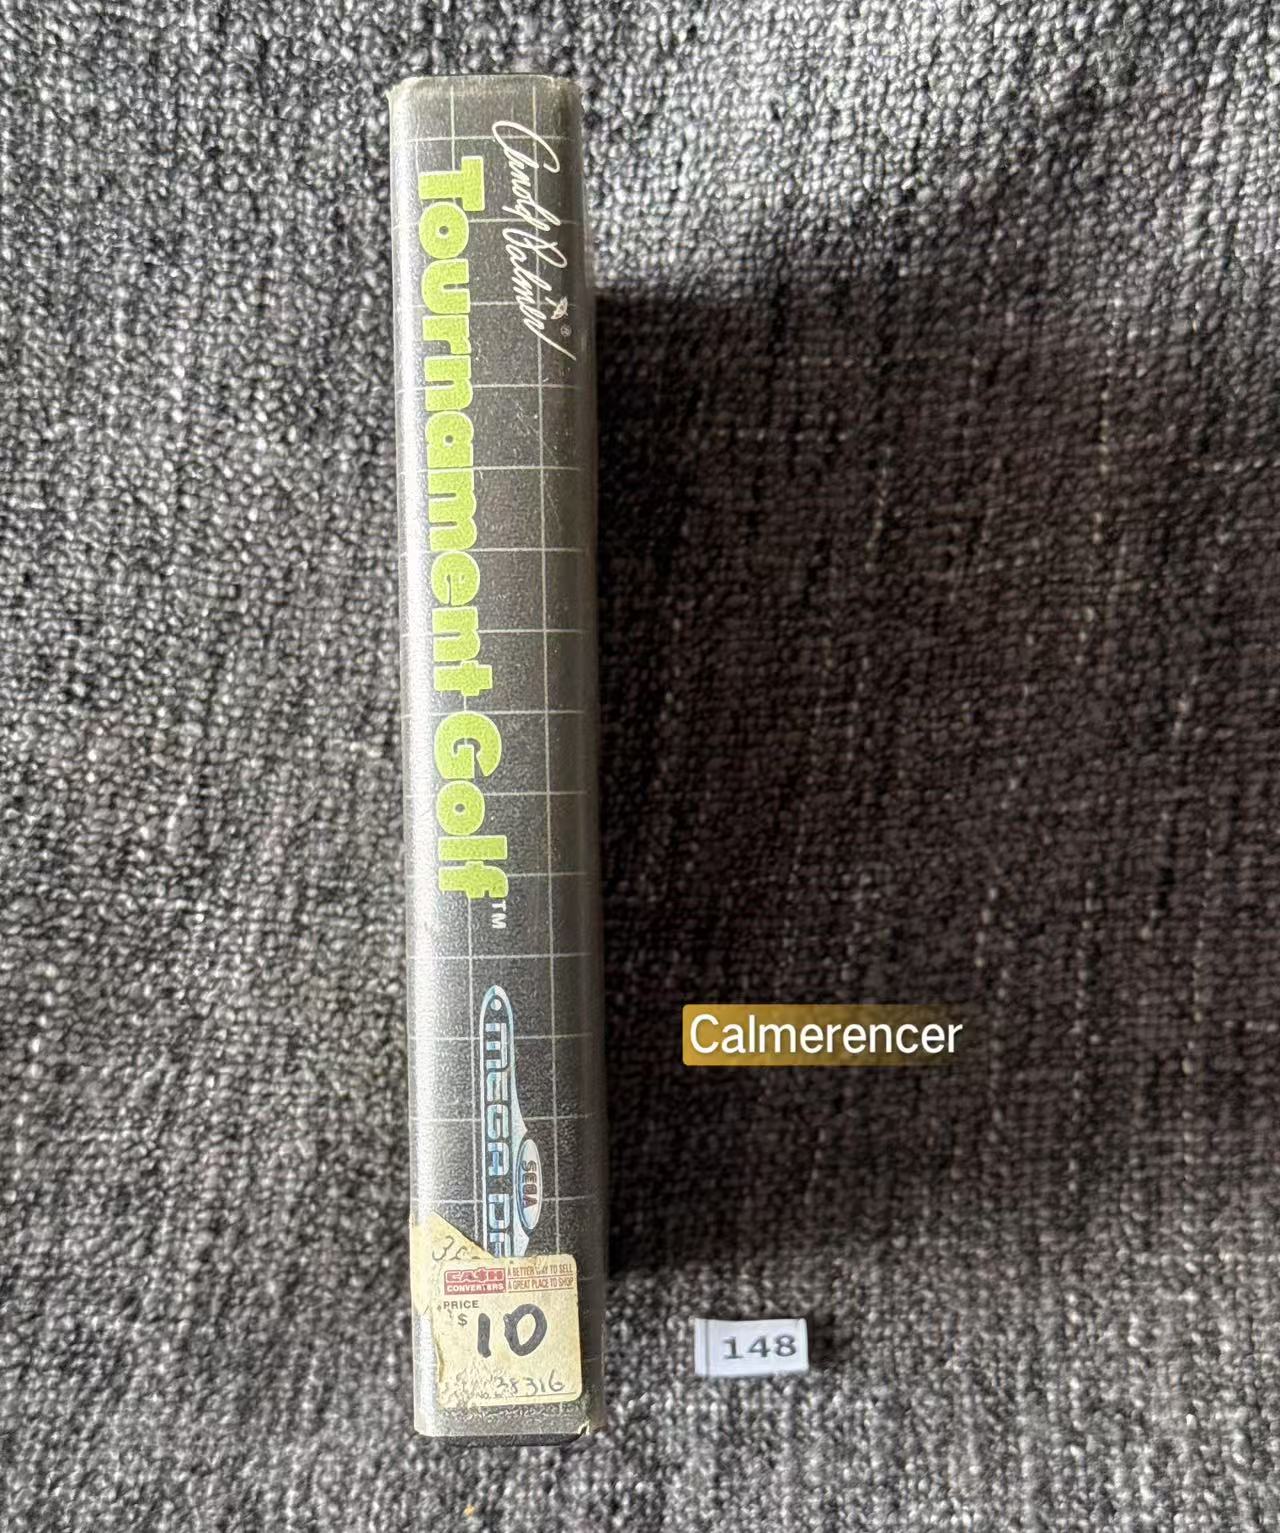 Arnold Palmer ®
Tournament Golf™
SEGA
MEGA DR
CA$H
CONVERTERS
A BETTER WAY TO SELL
A GREAT PLACE TO SHOP
PRICE
$ 10
28316
Calmerencer
148